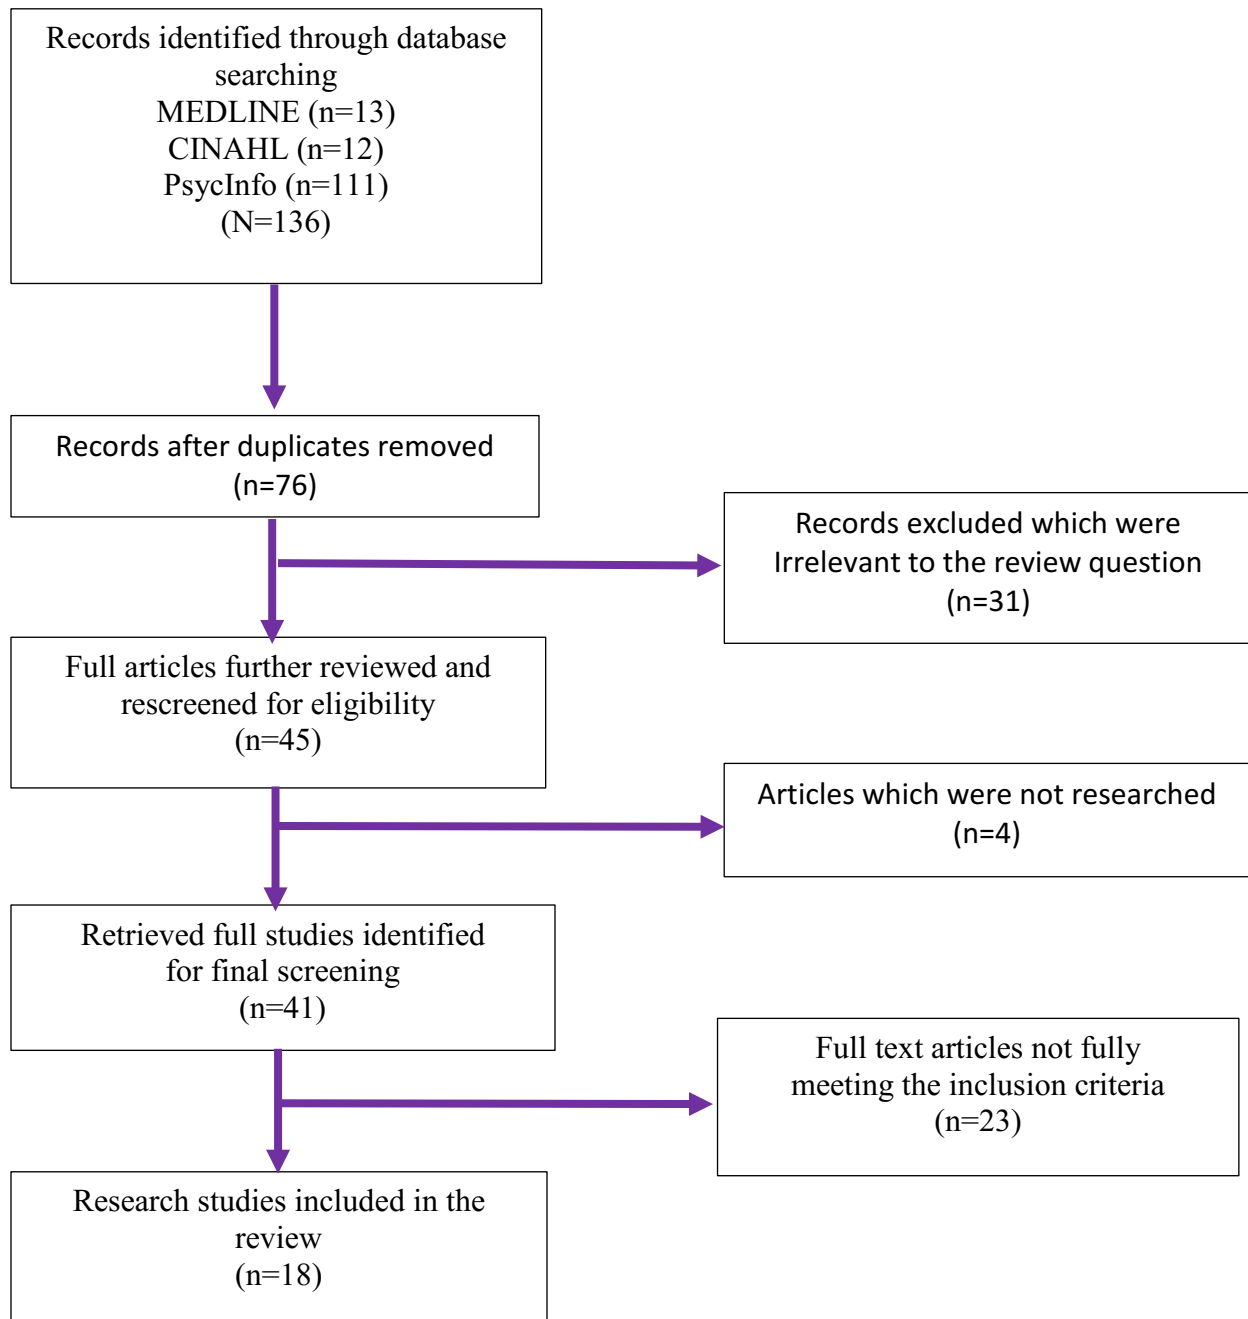 Records identified through database
searching
MEDLINE (n=13)
CINAHL (n=12)
PsycInfo (n=111)
(N=136)
Records after duplicates removed
(n=76)
Records excluded which were
Irrelevant to the review question
(n=31)
Full articles further reviewed and
rescreened for eligibility
(n=45)
Articles which were not researched
(n=4)
Retrieved full studies identified
for final screening
(n=41)
Full text articles not fully
meeting the inclusion criteria
(n=23)
Research studies included in the
review
(n=18)